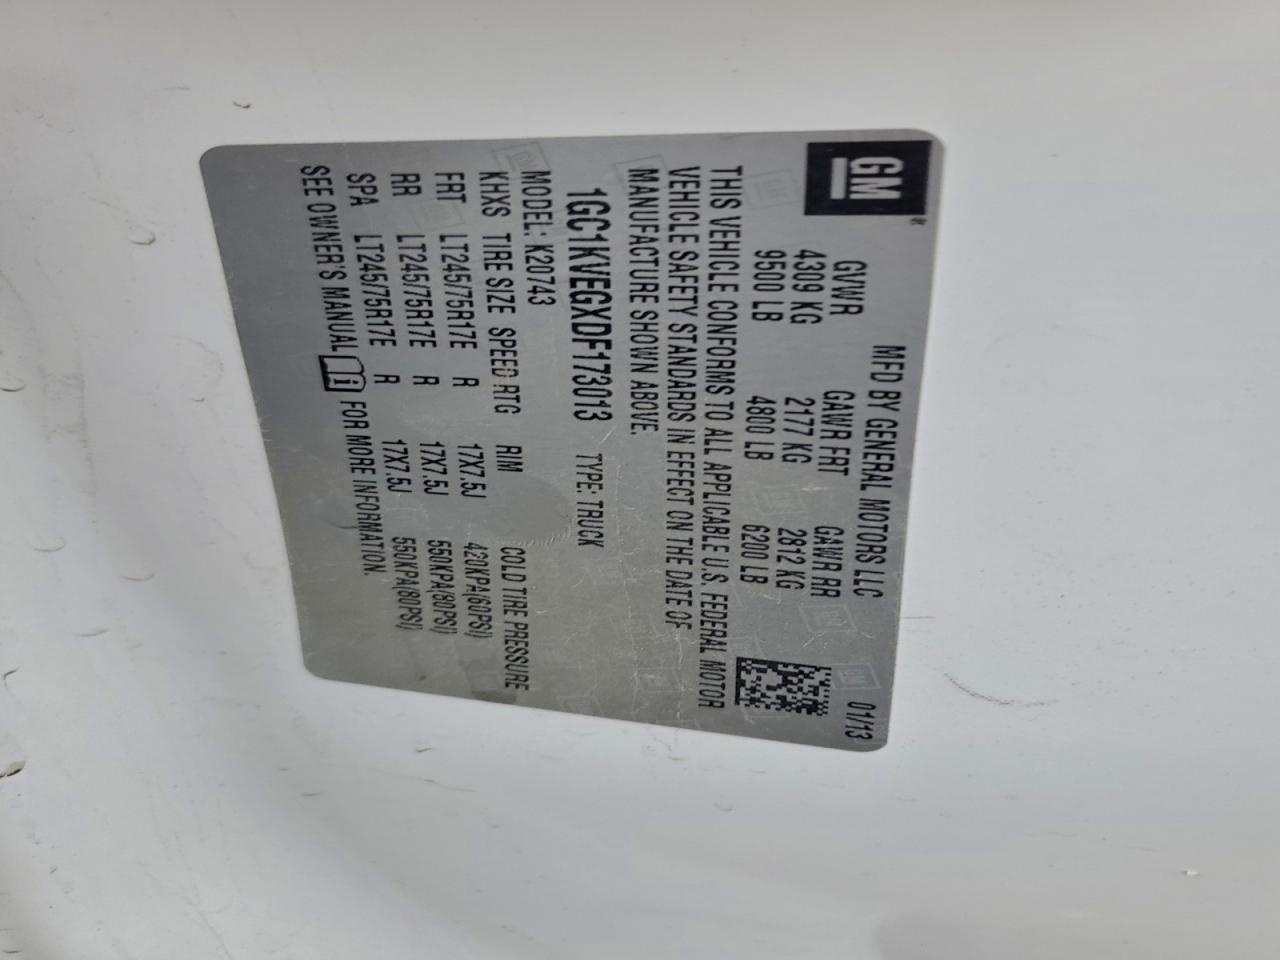 GM
MFD BY GENERAL MOTORS LLC 01/13
GVWR GAWR FRT GAWR RR
4309 KG 2177 KG 2812 KG
9500 LB 4800 LB 6200 LB
THIS VEHICLE CONFORMS TO ALL APPLICABLE U.S. FEDERAL MOTOR
VEHICLE SAFETY STANDARDS IN EFFECT ON THE DATE OF
MANUFACTURE SHOWN ABOVE.
1GC1KVEGXDF173013 TYPE: TRUCK
MODEL: K20743
KHXS TIRE SIZE SPEED RTG RIM COLD TIRE PRESSURE
FRT LT245/75R17E R 17X7.5J 420KPA(60PSI)
RR LT245/75R17E R 17X7.5J 550KPA(80PSI)
SPA LT245/75R17E R 17X7.5J 550KPA(80PSI)
SEE OWNER'S MANUAL FOR MORE INFORMATION.